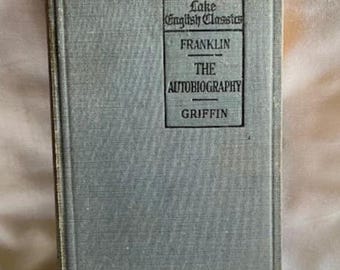 Lake
English Classics
FRANKLIN
THE
AUTOBIOGRAPHY
GRIFFIN